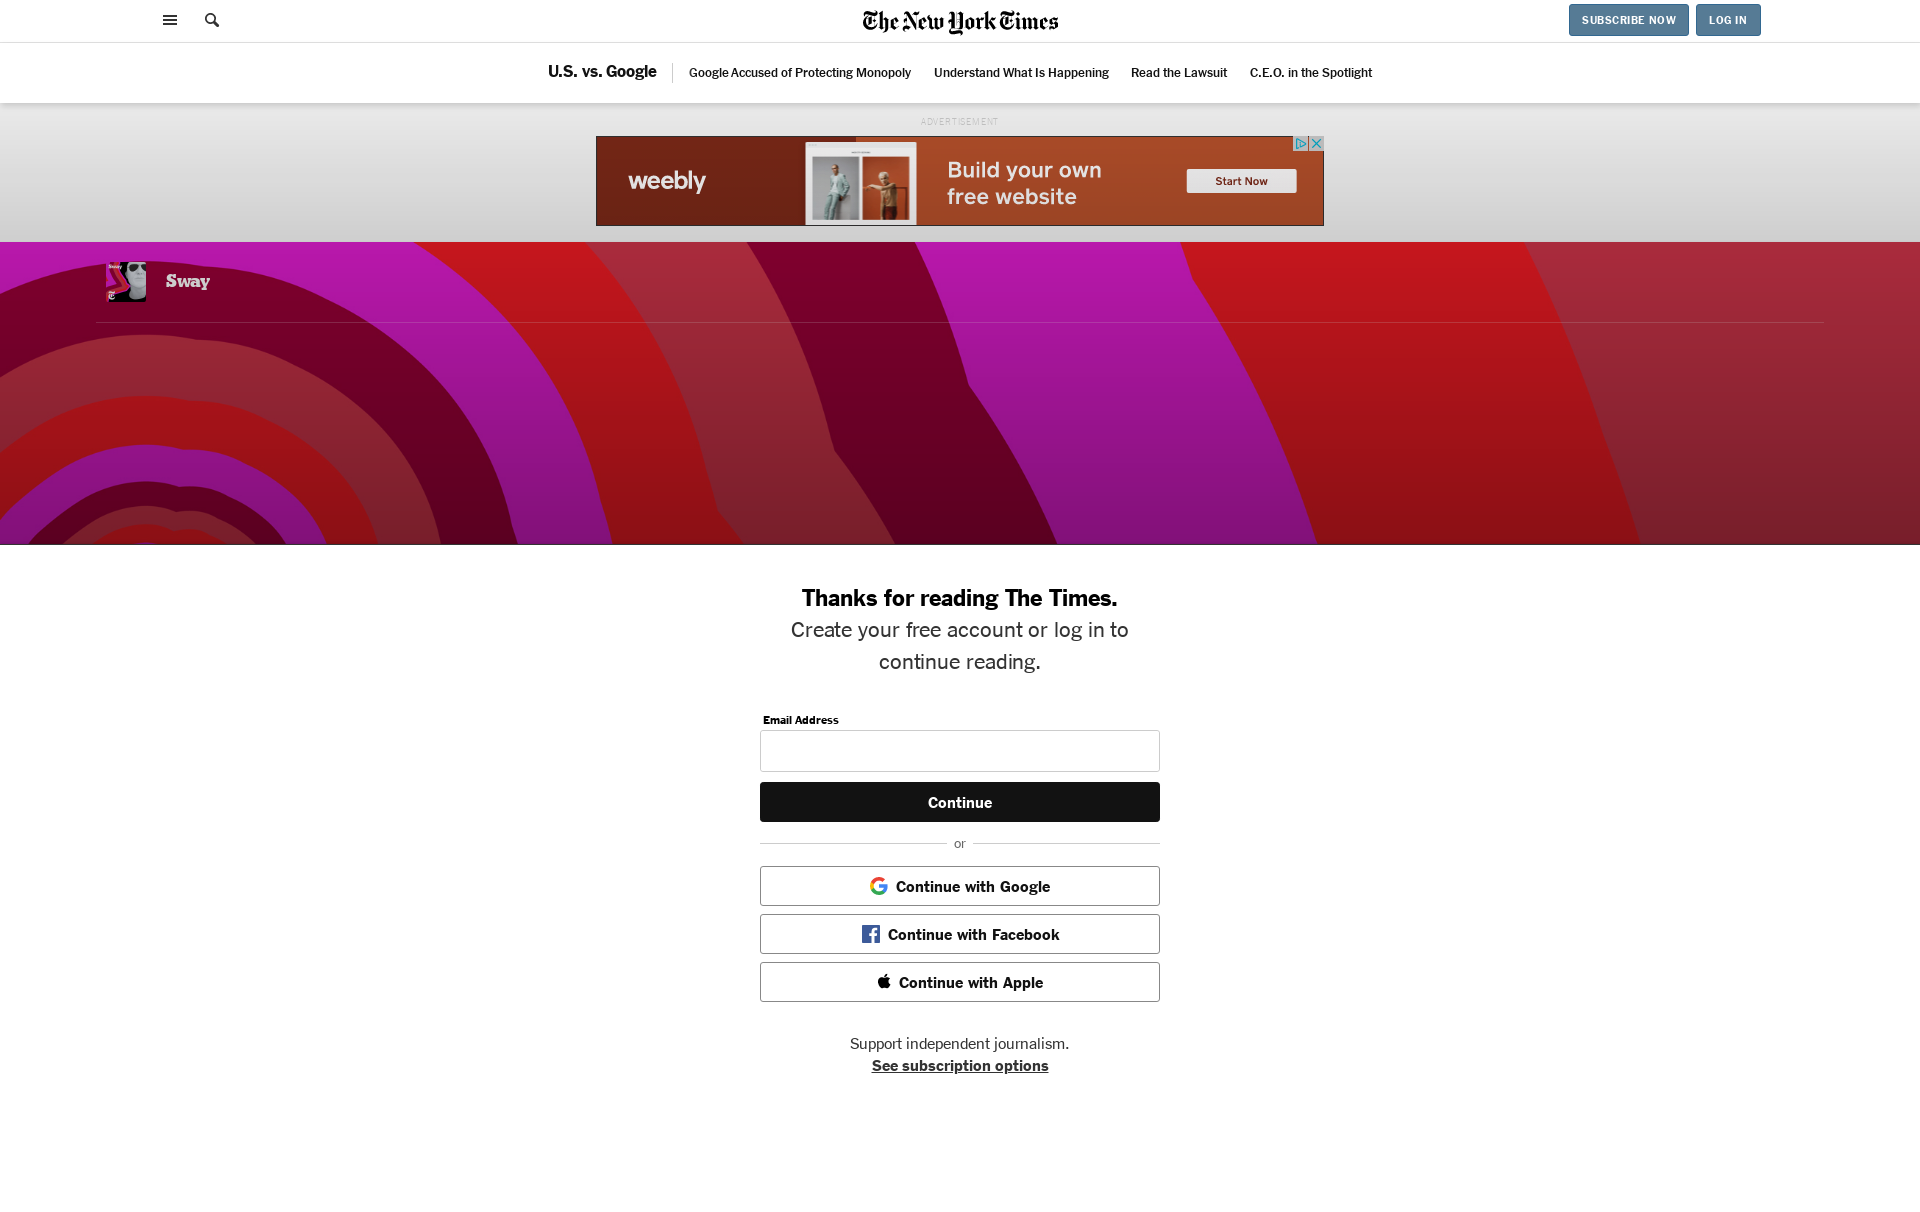 The New York Times
SUBSCRIBE NOW
LOG IN
U.S. vs. Google
Google Accused of Protecting Monopoly
Understand What Is Happening
Read the Lawsuit
C.E.O. in the Spotlight
ADVERTISEMENT
weebly
Build your own
free website
Start Now
Sway
Thanks for reading The Times.
Create your free account or log in to
continue reading.
Email Address
Continue
or
Continue with Google
Continue with Facebook
Continue with Apple
Support independent journalism.
See subscription options